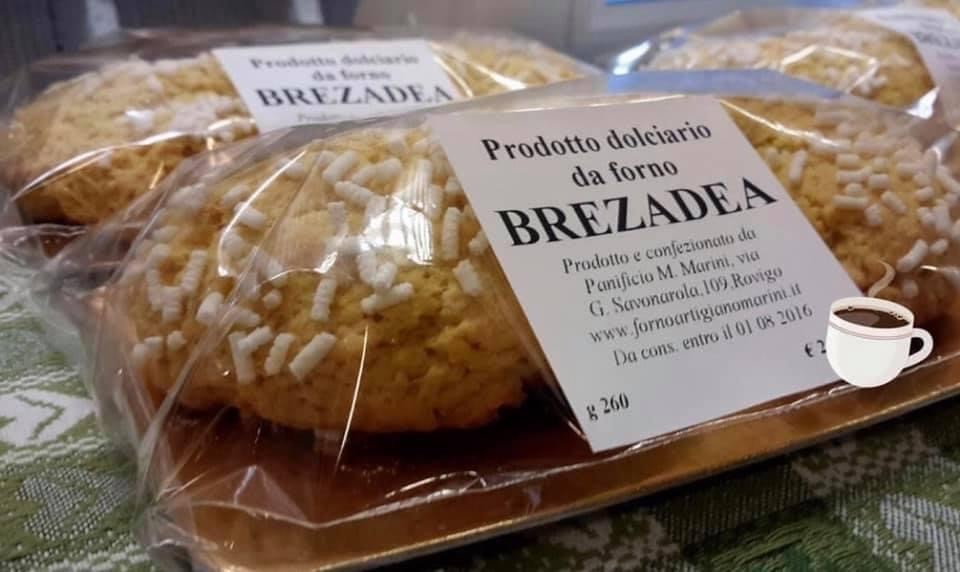 Prodotto dolciario
da forno
BREZADEA
Prodotto dolciario
da forno
BREZADEA
Prodotto e confezionato da
Panificio M. Marini, via
G. Savonarola,109,Rovigo
www.fornoartigianomarini.it
Da cons. entro il 01 08 2016
€ 2
g 260